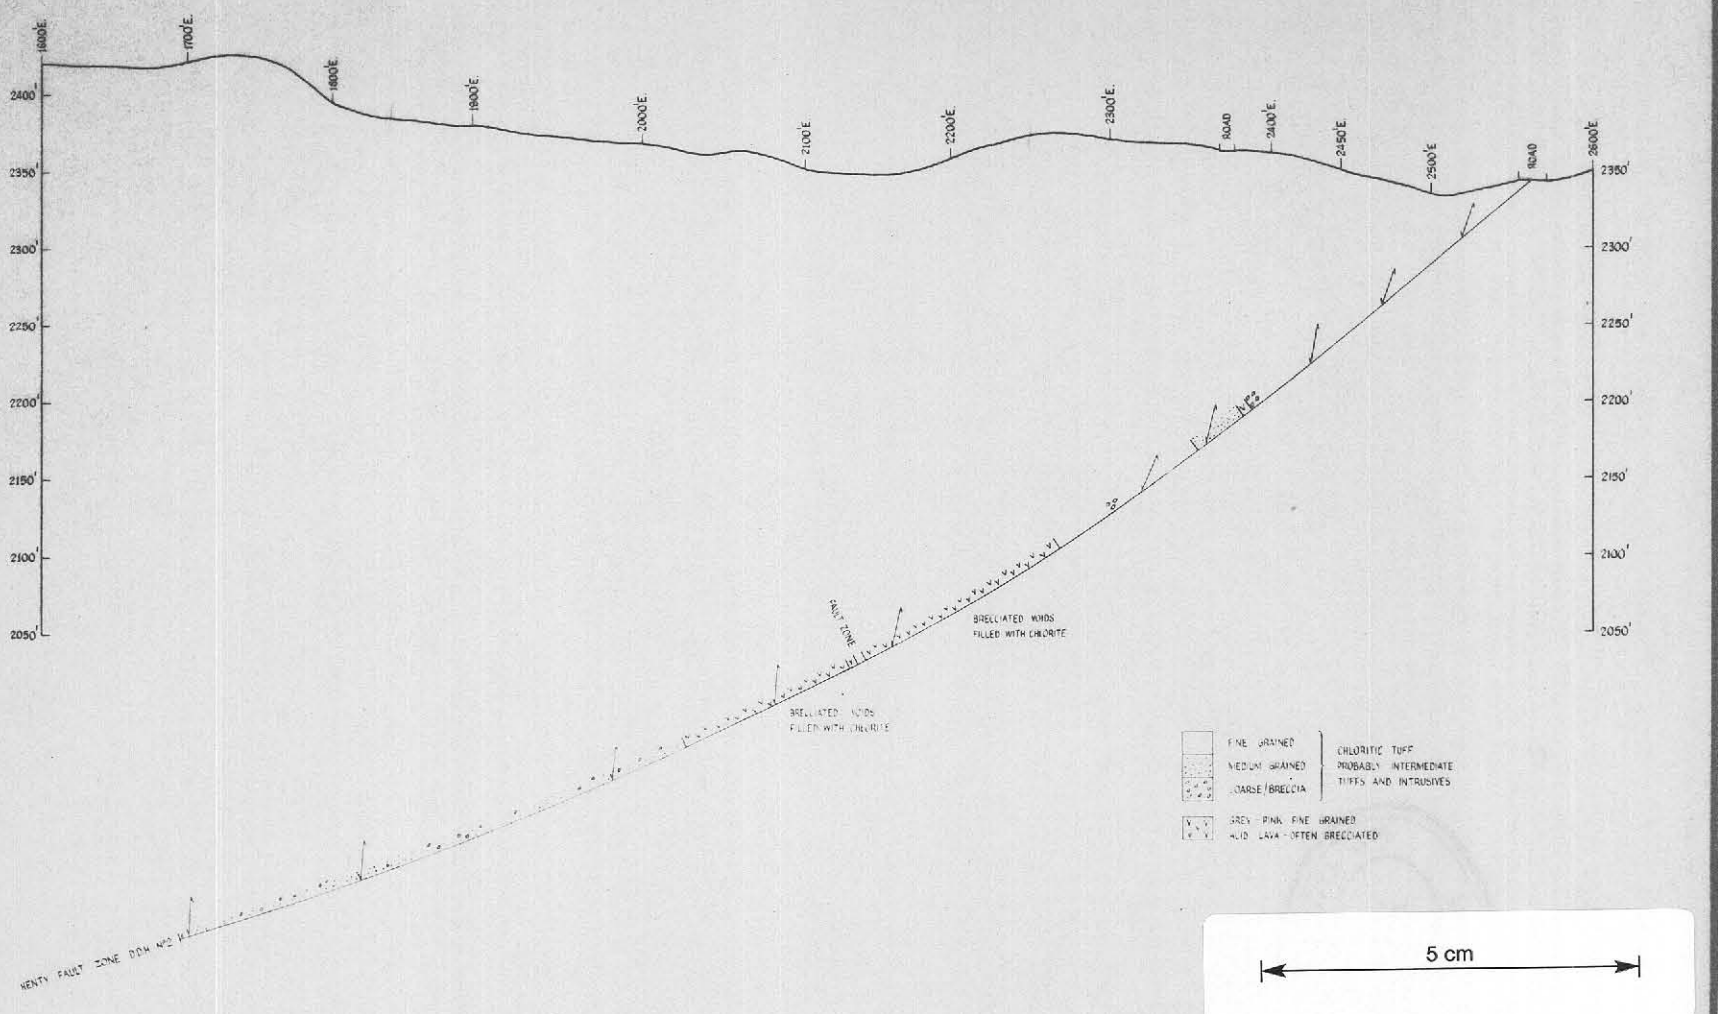 1600'E.
1700'E.
1800'E.
1900'E.
2000'E.
2100'E.
2200'E.
2300'E.
ROAD
2400'E.
2450'E.
2500'E
ROAD
2600'E
2400'
2350'
2300'
2250'
2200'
2150'
2100'
2050'
2350'
2300'
2250'
2200'
2150'
2100'
2050'
FAULT ZONE
BRECCIATED VOIDS
FILLED WITH CHLORITE
BRECCIATED VOIDS
FILLED WITH CHLORITE
HENTY FAULT ZONE D.D.H. Nº2
FINE GRAINED
MEDIUM GRAINED
COARSE/BRECCIA
CHLORITIC TUFF
PROBABLY INTERMEDIATE
TUFFS AND INTRUSIVES
GREY - PINK FINE GRAINED
ACID LAVA - OFTEN BRECCIATED
5 cm